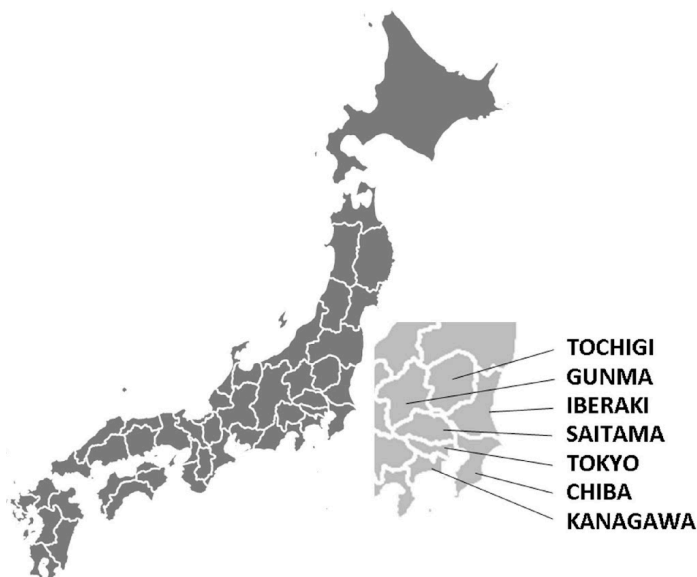 TOCHIGI
GUNMA
IBERAKI
SAITAMA
TOKYO
CHIBA
KANAGAWA